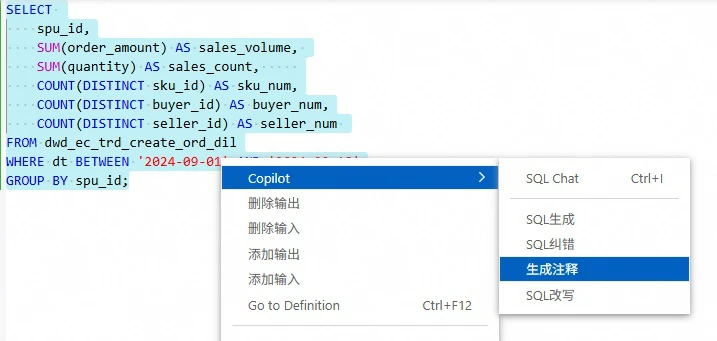 SELECT
spu_id,
SUM(order_amount) AS sales_volume,
SUM(quantity) AS sales_count,
COUNT(DISTINCT sku_id) AS sku_num,
COUNT(DISTINCT buyer_id) AS buyer_num,
COUNT(DISTINCT seller_id) AS seller_num
FROM dwd_ec_trd_create_ord_dil
WHERE dt BETWEEN '2024-09-01'
GROUP BY spu_id;
Copilot
删除输出
删除输入
添加输出
添加输入
Go to Definition Ctrl+F12
SQL Chat Ctrl+I
SQL生成
SQL纠错
生成注释
SQL改写